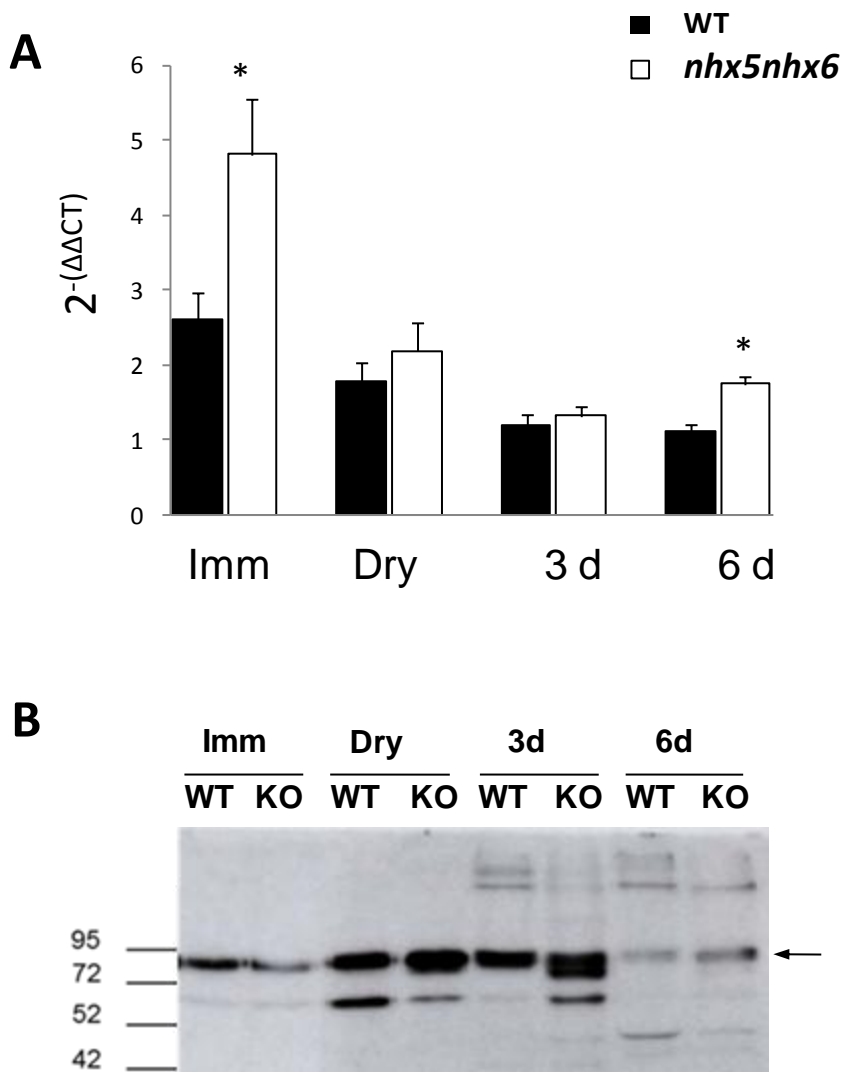 A
WT
nhx5nhx6
*
*
2-(ΔΔCT)
6
5
4
3
2
1
0
Imm Dry 3 d 6 d
B
Imm Dry 3d 6d
WT KO WT KO WT KO WT KO
95
72
52
42